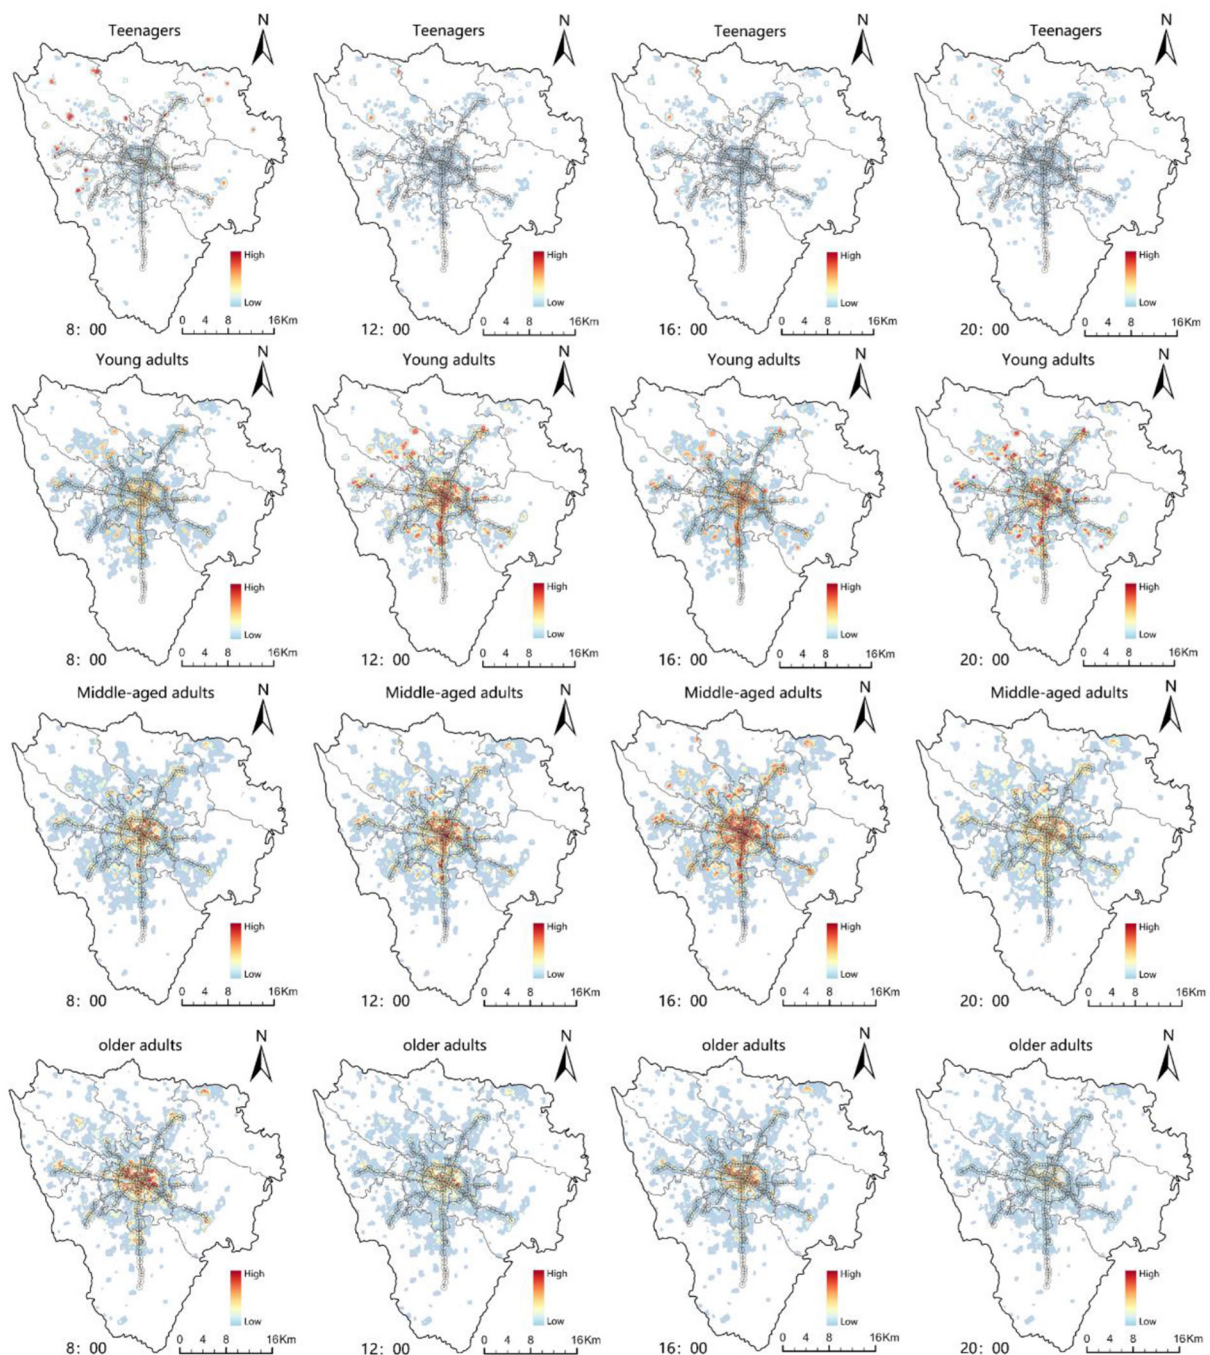 Teenagers
N
High
Low
0 4 8 16Km
8: 00
Teenagers
N
High
Low
0 4 8 16Km
12: 00
Teenagers
N
High
Low
0 4 8 16Km
16: 00
Teenagers
N
High
Low
0 4 8 16Km
20: 00
Young adults
N
High
Low
0 4 8 16Km
8: 00
Young adults
N
High
Low
0 4 8 16Km
12: 00
Young adults
N
High
Low
0 4 8 16Km
16: 00
Young adults
N
High
Low
0 4 8 16Km
20: 00
Middle-aged adults
N
High
Low
0 4 8 16Km
8: 00
Middle-aged adults
N
High
Low
0 4 8 16Km
12: 00
Middle-aged adults
N
High
Low
0 4 8 16Km
16: 00
Middle-aged adults
N
High
Low
0 4 8 16Km
20: 00
older adults
N
High
Low
0 4 8 16Km
8: 00
older adults
N
High
Low
0 4 8 16Km
12: 00
older adults
N
High
Low
0 4 8 16Km
16: 00
older adults
N
High
Low
0 4 8 16Km
20: 00